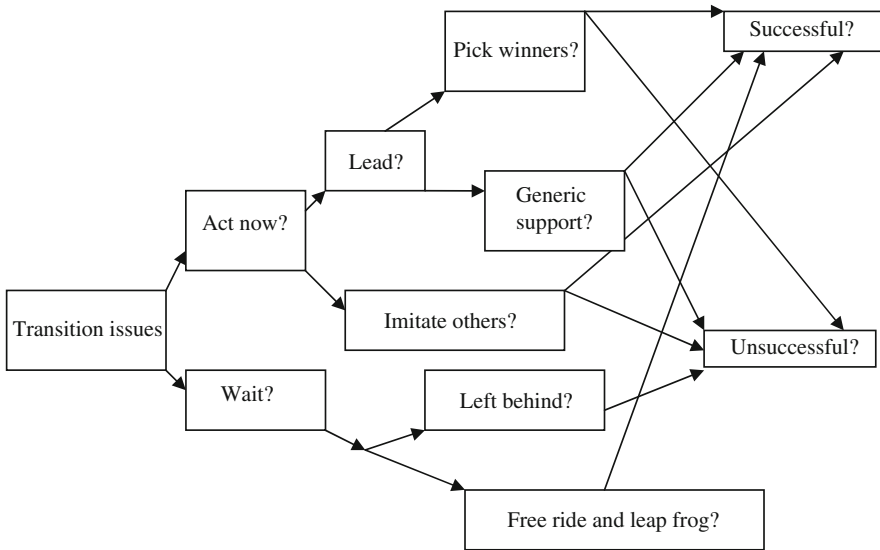 Pick winners?
Successful?
Lead?
Generic
support?
Act now?
Transition issues
Imitate others?
Unsuccessful?
Wait?
Left behind?
Free ride and leap frog?